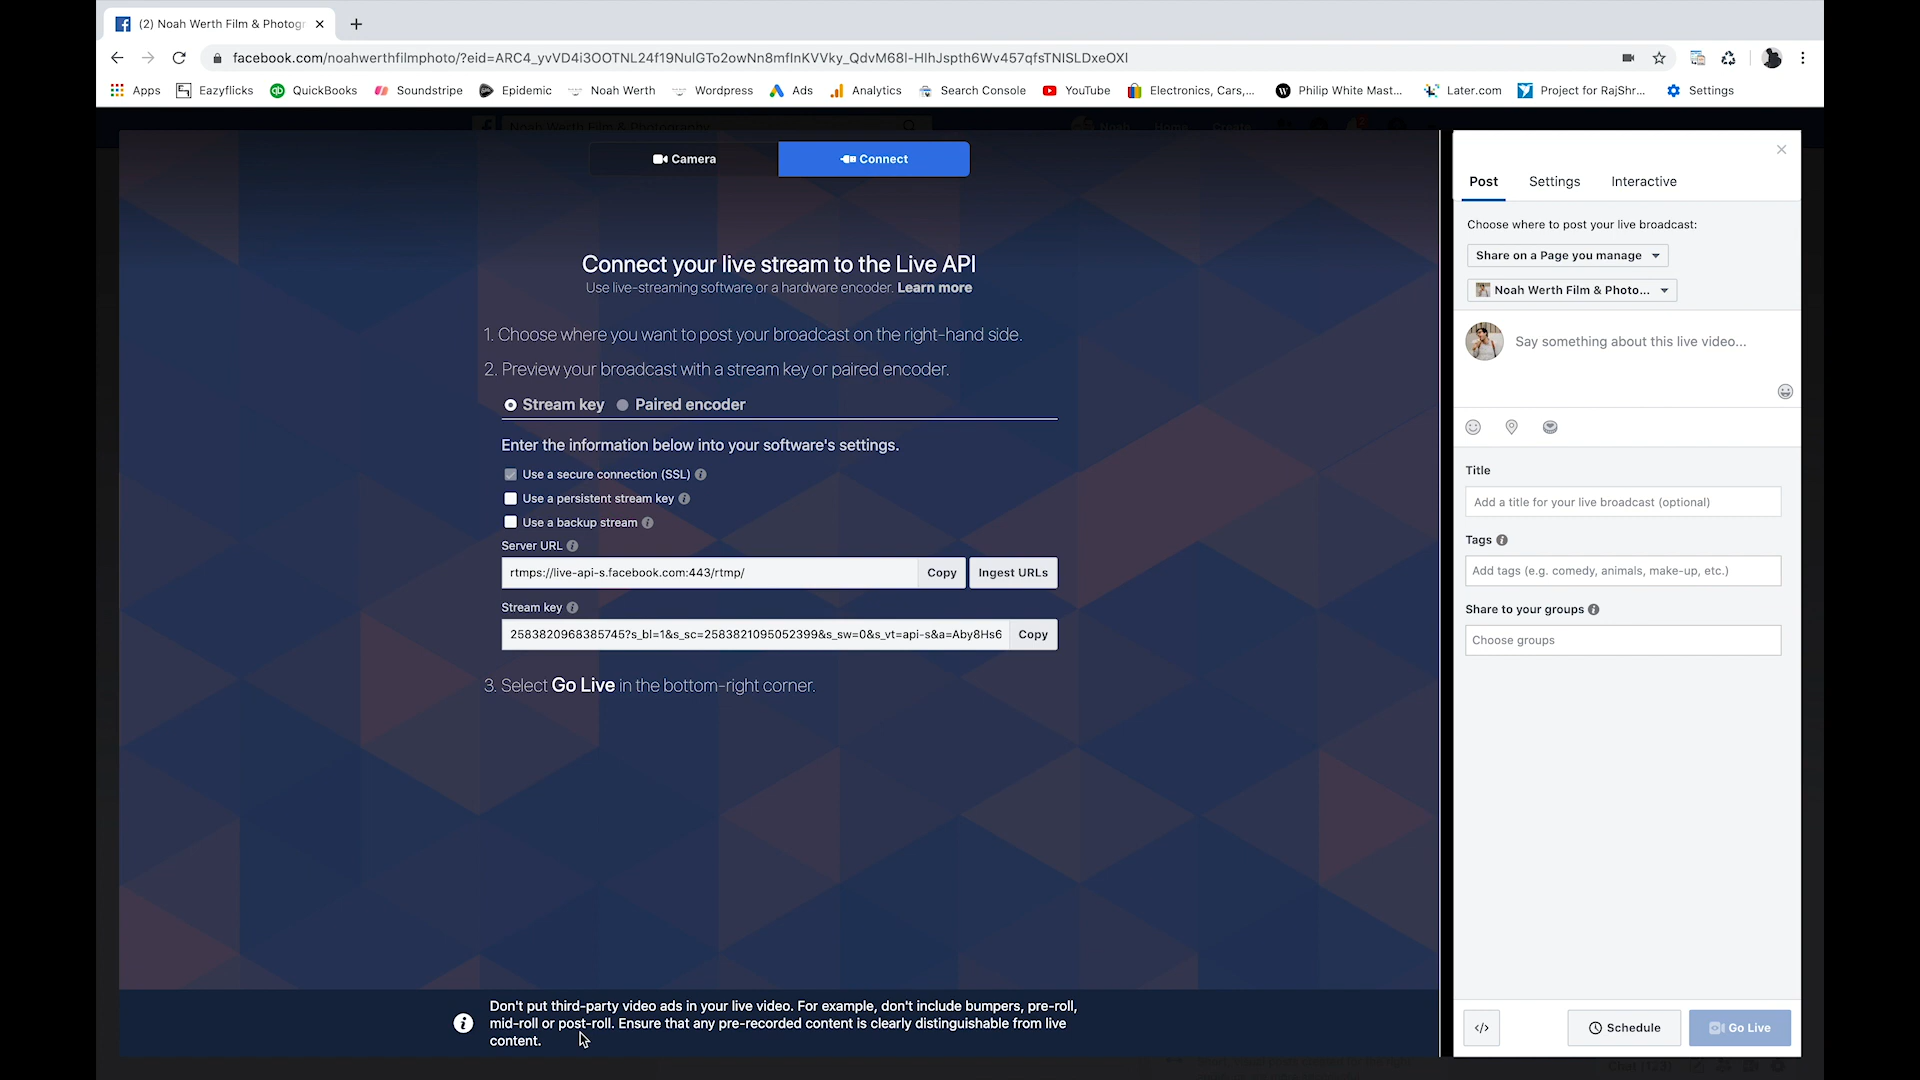 (2) Noah Werth Film & Photogr
facebook.com/noahwerthfilmphoto/?eid=ARC4_yvVD4i3OOTNL24f19NulGTo2owNn8mfInKVVky_QdvM68I-HIhJspth6Wv457qfsTNISLDxeOXI
Apps Eazyflicks QuickBooks Soundstripe Epidemic Noah Werth Wordpress Ads Analytics Search Console YouTube Electronics, Cars,... Philip White Mast... Later.com Project for RajShr... Settings
Noah Werth Film & Photography Noah Home Create
Camera Connect
Connect your live stream to the Live API
Use live-streaming software or a hardware encoder. Learn more
1. Choose where you want to post your broadcast on the right-hand side.
2. Preview your broadcast with a stream key or paired encoder.
Stream key Paired encoder
Enter the information below into your software's settings.
Use a secure connection (SSL)
Use a persistent stream key
Use a backup stream
Server URL
rtmps://live-api-s.facebook.com:443/rtmp/ Copy Ingest URLs
Stream key
2583820968385745?s_bl=1&s_sc=2583821095052399&s_sw=0&s_vt=api-s&a=Aby8Hs6 Copy
3. Select Go Live in the bottom-right corner.
Don't put third-party video ads in your live video. For example, don't include bumpers, pre-roll,
mid-roll or post-roll. Ensure that any pre-recorded content is clearly distinguishable from live
content.
Post Settings Interactive
Choose where to post your live broadcast:
Share on a Page you manage
Noah Werth Film & Photo...
Say something about this live video...
Title
Add a title for your live broadcast (optional)
Tags
Add tags (e.g. comedy, animals, make-up, etc.)
Share to your groups
Choose groups
</> Schedule Go Live